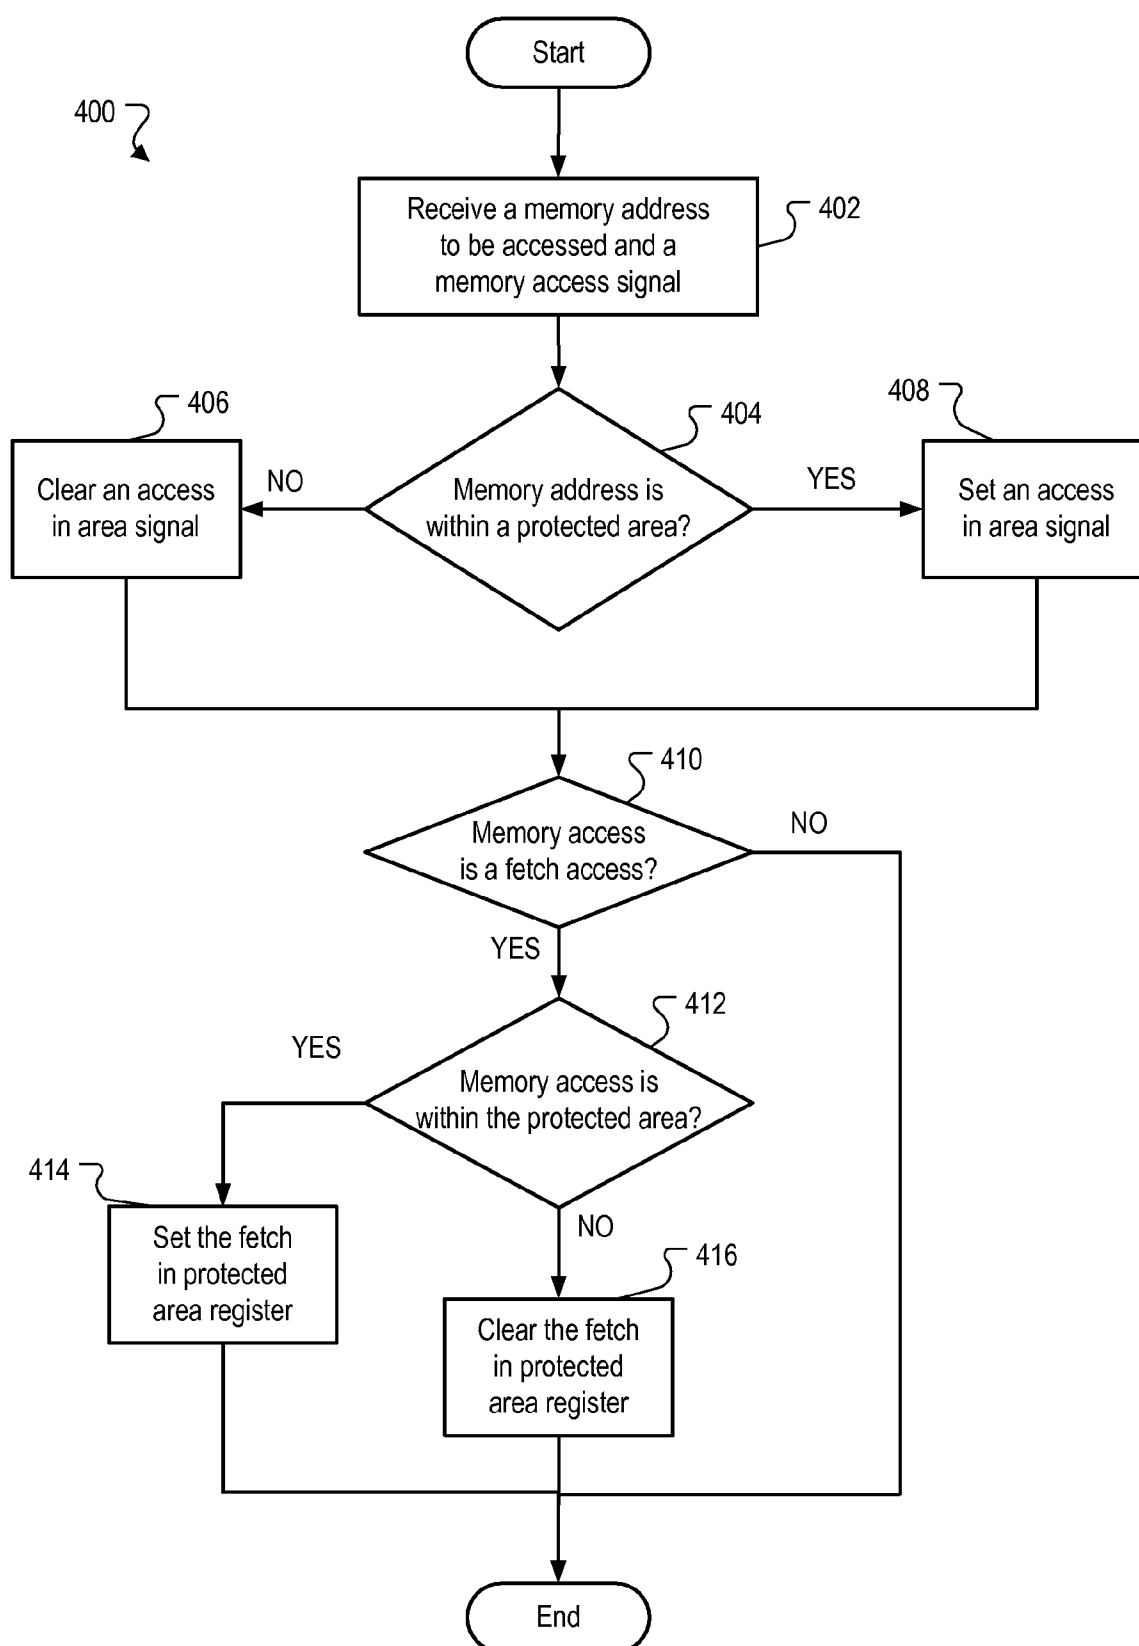 Start
400
Receive a memory address
to be accessed and a
memory access signal
402
406
404
408
Clear an access
in area signal
NO
Memory address is
within a protected area?
YES
Set an access
in area signal
410
Memory access
is a fetch access?
NO
YES
412
YES
Memory access is
within the protected area?
414
Set the fetch
in protected
area register
NO
416
Clear the fetch
in protected
area register
End